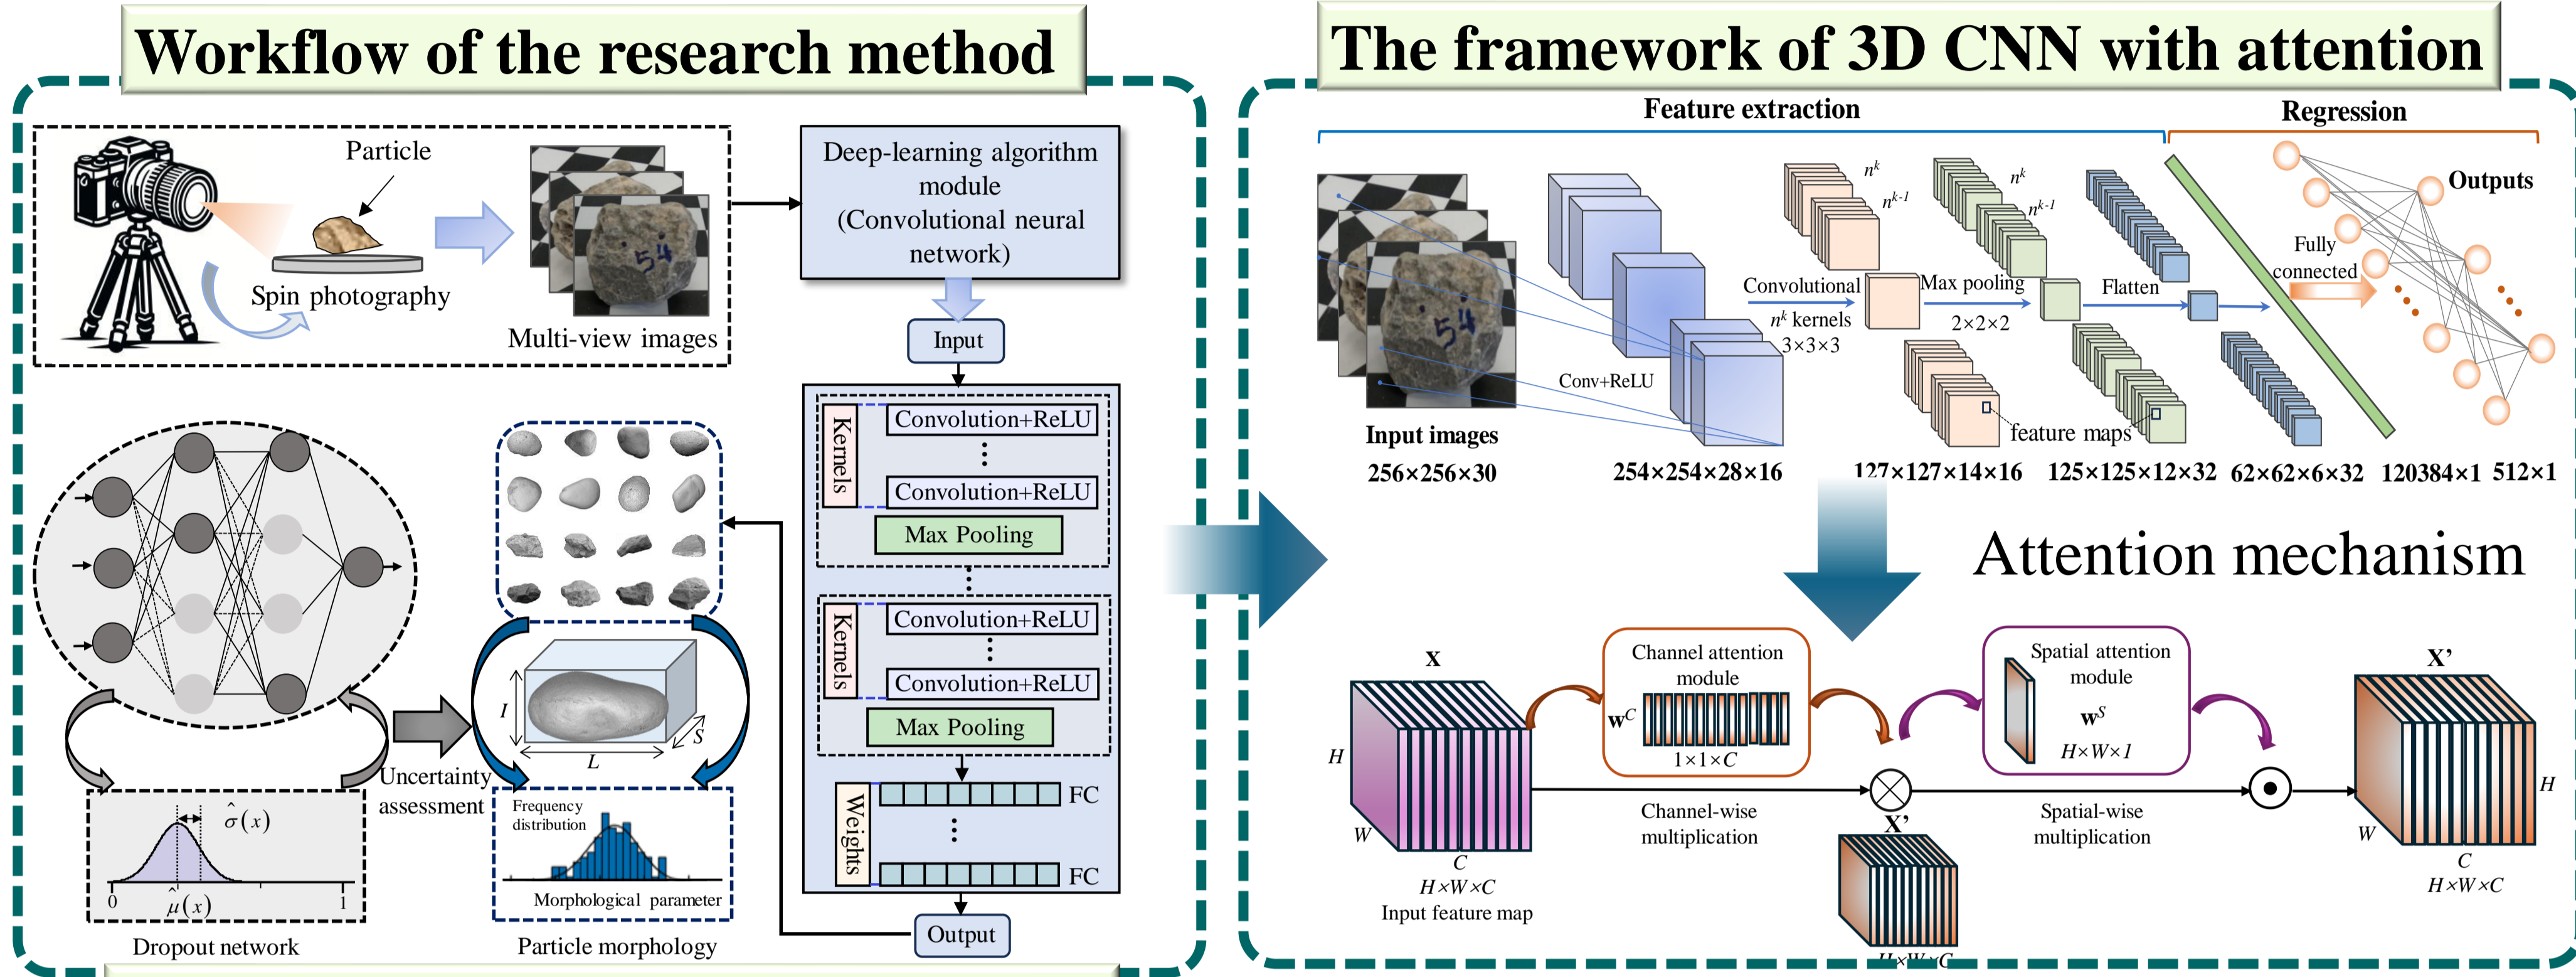 Workflow of the research method
Particle
Spin photography
Multi-view images
54
Deep-learning algorithm
module
(Convolutional neural
network)
Input
Kernels
Convolution+ReLU
Convolution+ReLU
Max Pooling
Kernels
Convolution+ReLU
Convolution+ReLU
Max Pooling
Weights
FC
FC
Output
I
L
S
Uncertainty
assessment
σ̂(x)
0
μ̂(x)
1
Dropout network
Frequency
distribution
Morphological parameter
Particle morphology
The framework of 3D CNN with attention
Feature extraction
Regression
54
Input images
256×256×30
Conv+ReLU
254×254×28×16
Convolutional
n^k kernels
3×3×3
n^k
n^k-1
127×127×14×16
Max pooling
2×2×2
n^k
n^k-1
feature maps
125×125×12×32
Flatten
62×62×6×32
120384×1
Fully
connected
Outputs
512×1
Attention mechanism
X
H
W
C
H×W×C
Input feature map
Channel attention
module
w^C
1×1×C
Channel-wise
multiplication
X'
H×W×C
Spatial attention
module
w^S
H×W×1
Spatial-wise
multiplication
X'
H
W
C
H×W×C